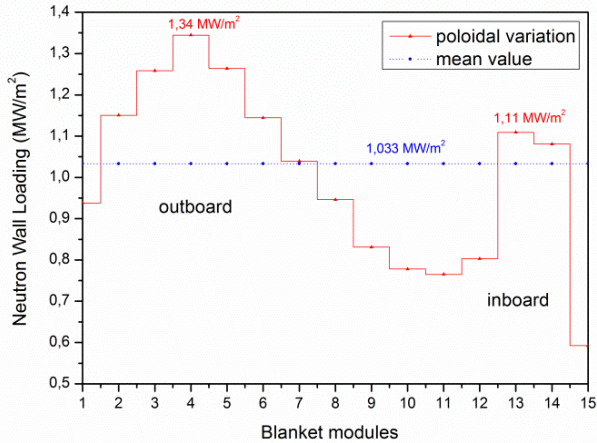 1,4
1,3
1,2
1,1
1,0
0,9
0,8
0,7
0,6
0,5
Neutron Wall Loading (MW/m²)
1,34 MW/m²
poloidal variation
mean value
1,11 MW/m²
1,033 MW/m²
outboard
inboard
1 2 3 4 5 6 7 8 9 10 11 12 13 14 15
Blanket modules